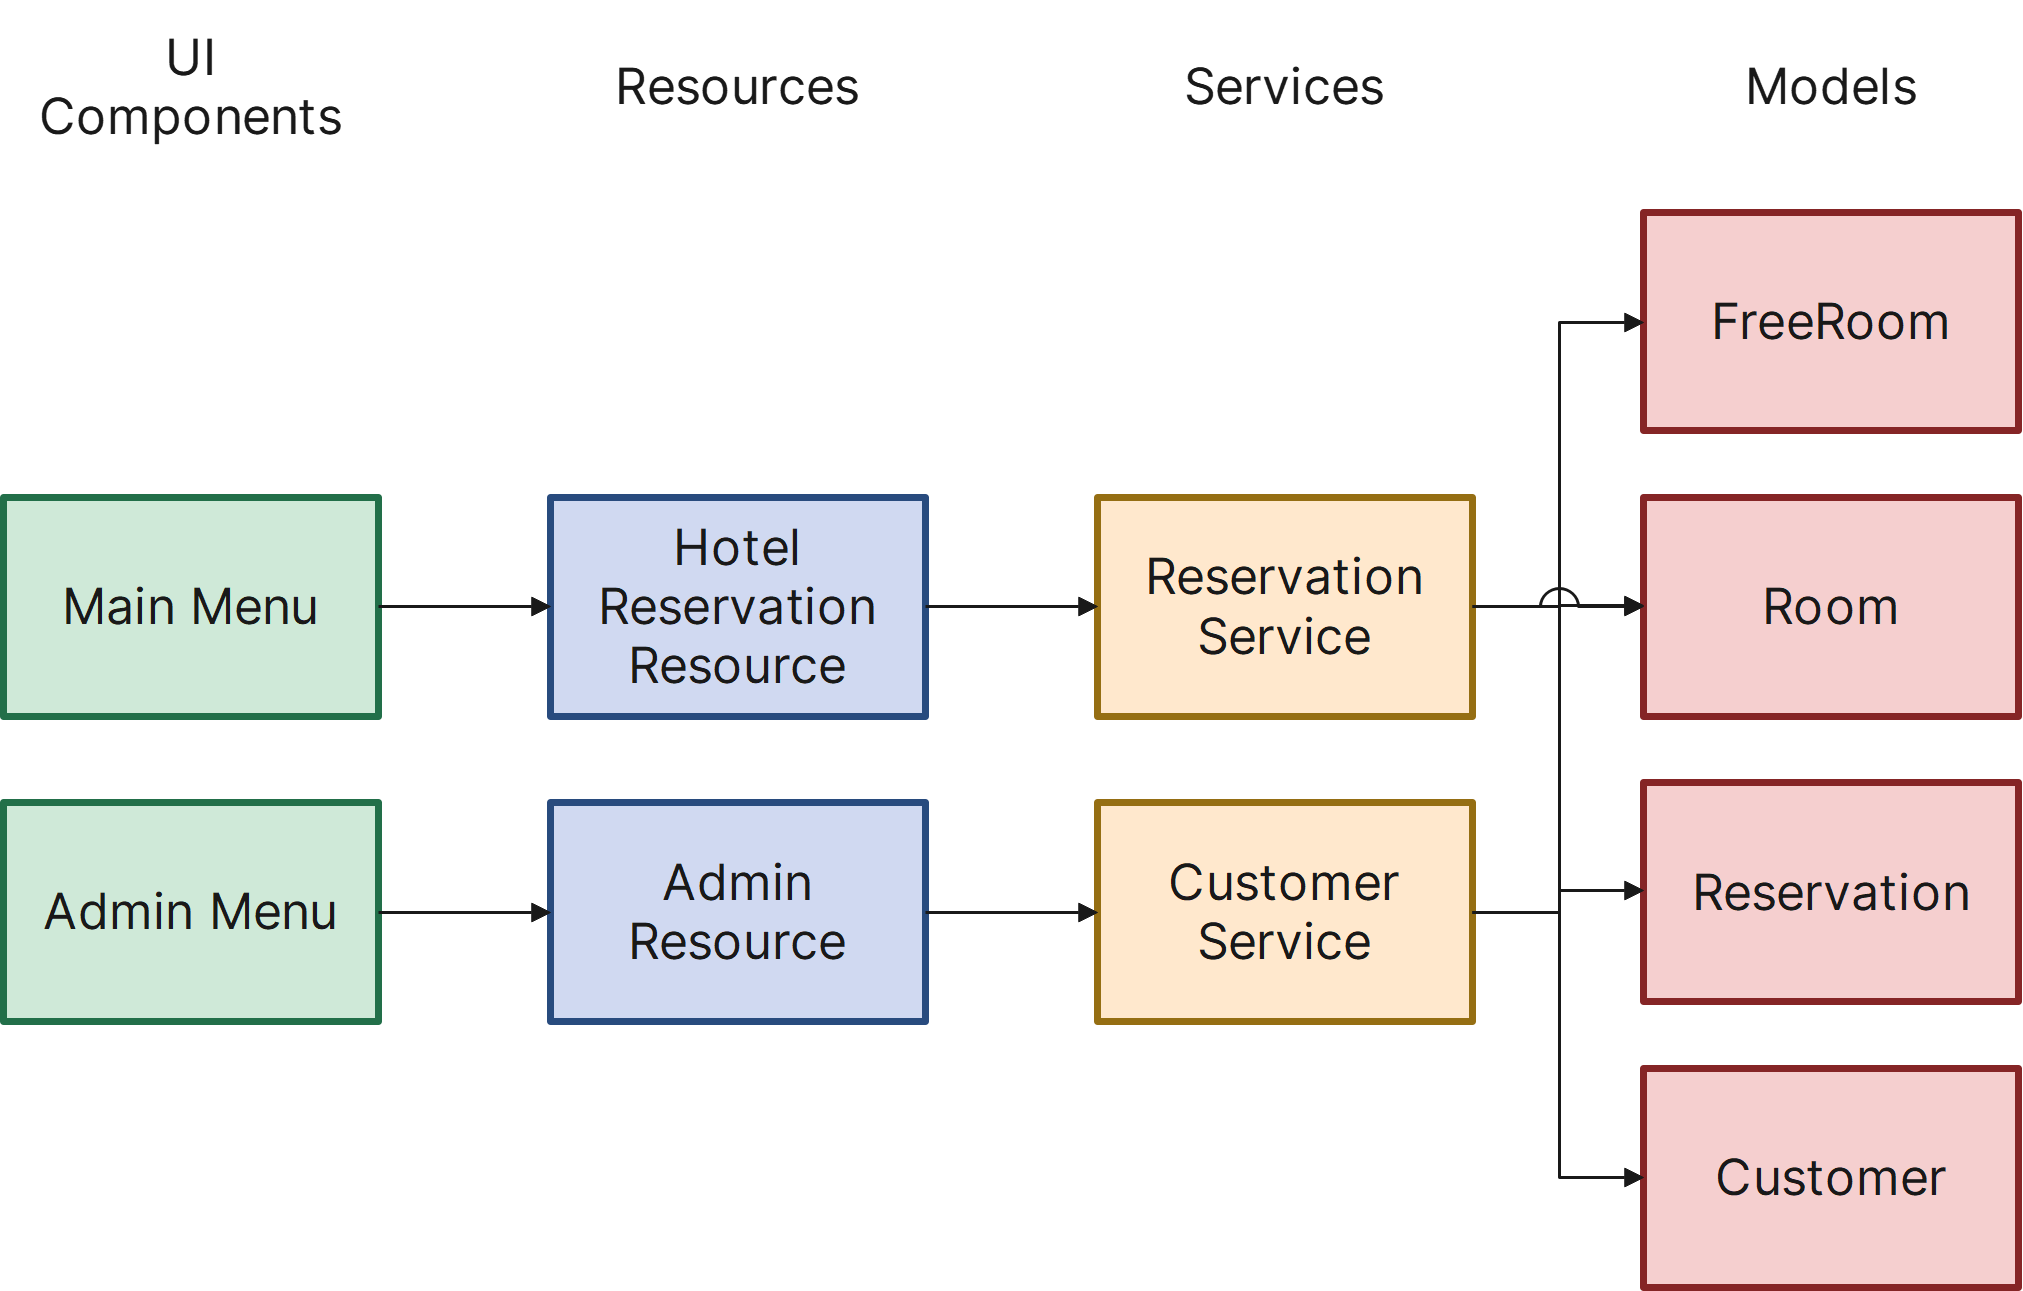 UI
Components
Resources
Services
Models
FreeRoom
Main Menu
Hotel
Reservation
Resource
Reservation
Service
Room
Admin Menu
Admin
Resource
Customer
Service
Reservation
Customer